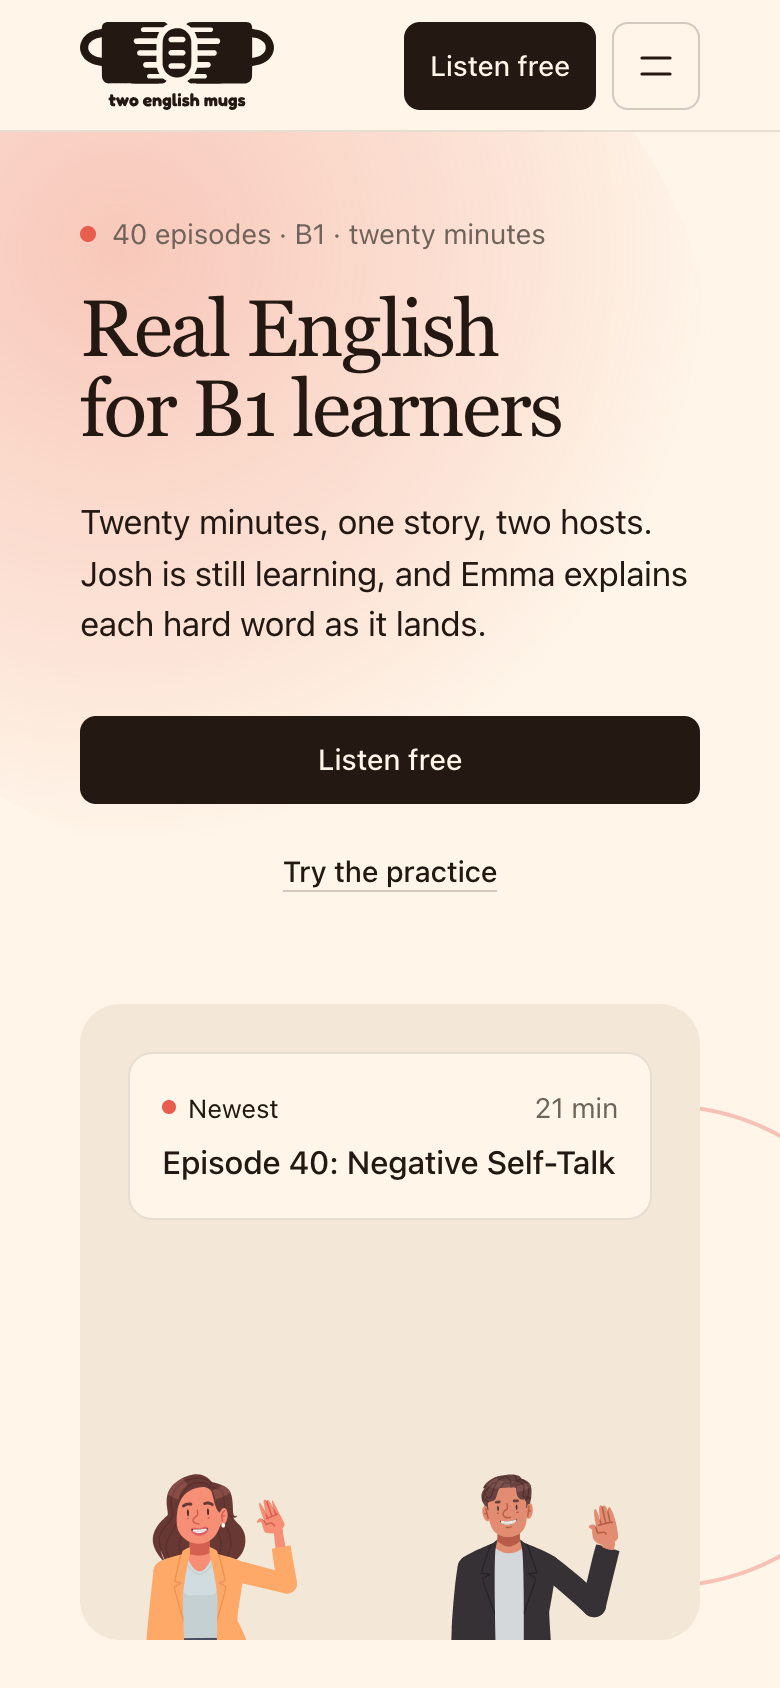 two english mugs
Listen free
40 episodes · B1 · twenty minutes
Real English
for B1 learners
Twenty minutes, one story, two hosts.
Josh is still learning, and Emma explains
each hard word as it lands.
Listen free
Try the practice
Newest
21 min
Episode 40: Negative Self-Talk